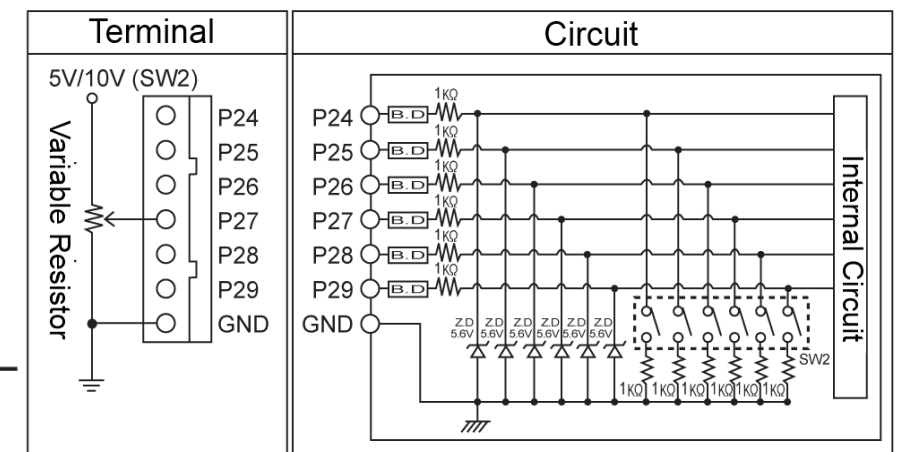 Terminal
Circuit
5V/10V (SW2)
Variable Resistor
P24
P25
P26
P27
P28
P29
GND
P24 B.D 1KΩ
P25 B.D 1KΩ
P26 B.D 1KΩ
P27 B.D 1KΩ
P28 B.D 1KΩ
P29 B.D 1KΩ
GND
Z.D Z.D Z.D Z.D Z.D Z.D
5.6V 5.6V 5.6V 5.6V 5.6V 5.6V
SW2
1KΩ 1KΩ 1KΩ 1KΩ 1KΩ 1KΩ
Internal Circuit